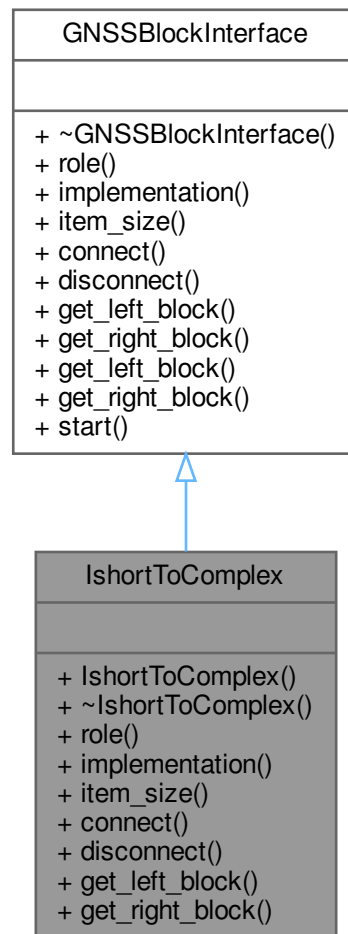 GNSSBlockInterface
+ ~GNSSBlockInterface()
+ role()
+ implementation()
+ item_size()
+ connect()
+ disconnect()
+ get_left_block()
+ get_right_block()
+ get_left_block()
+ get_right_block()
+ start()
IshortToComplex
+ IshortToComplex()
+ ~IshortToComplex()
+ role()
+ implementation()
+ item_size()
+ connect()
+ disconnect()
+ get_left_block()
+ get_right_block()